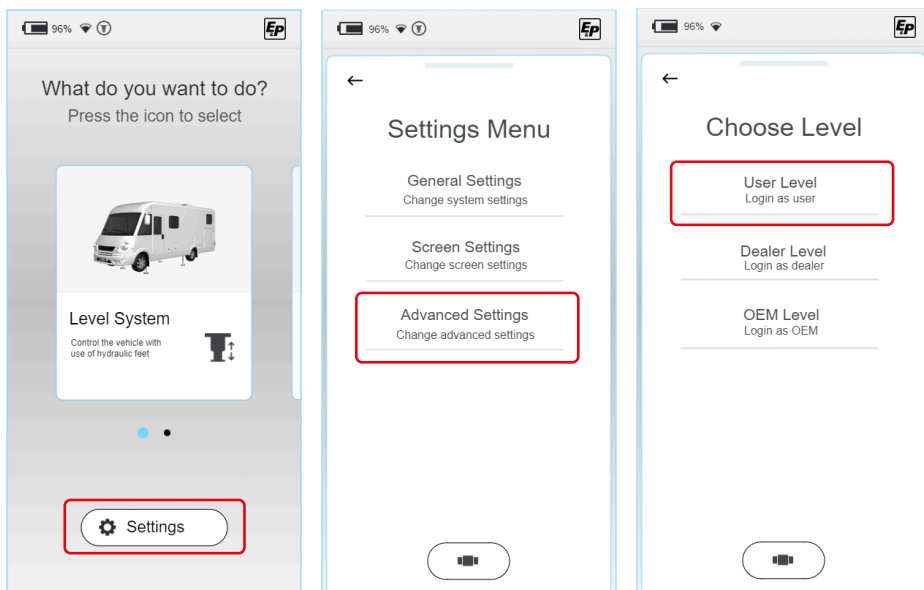 96%
EP
What do you want to do?
Press the icon to select
Level System
Control the vehicle with
use of hydraulic feet
Settings
96%
EP
Settings Menu
General Settings
Change system settings
Screen Settings
Change screen settings
Advanced Settings
Change advanced settings
96%
EP
Choose Level
User Level
Login as user
Dealer Level
Login as dealer
OEM Level
Login as OEM